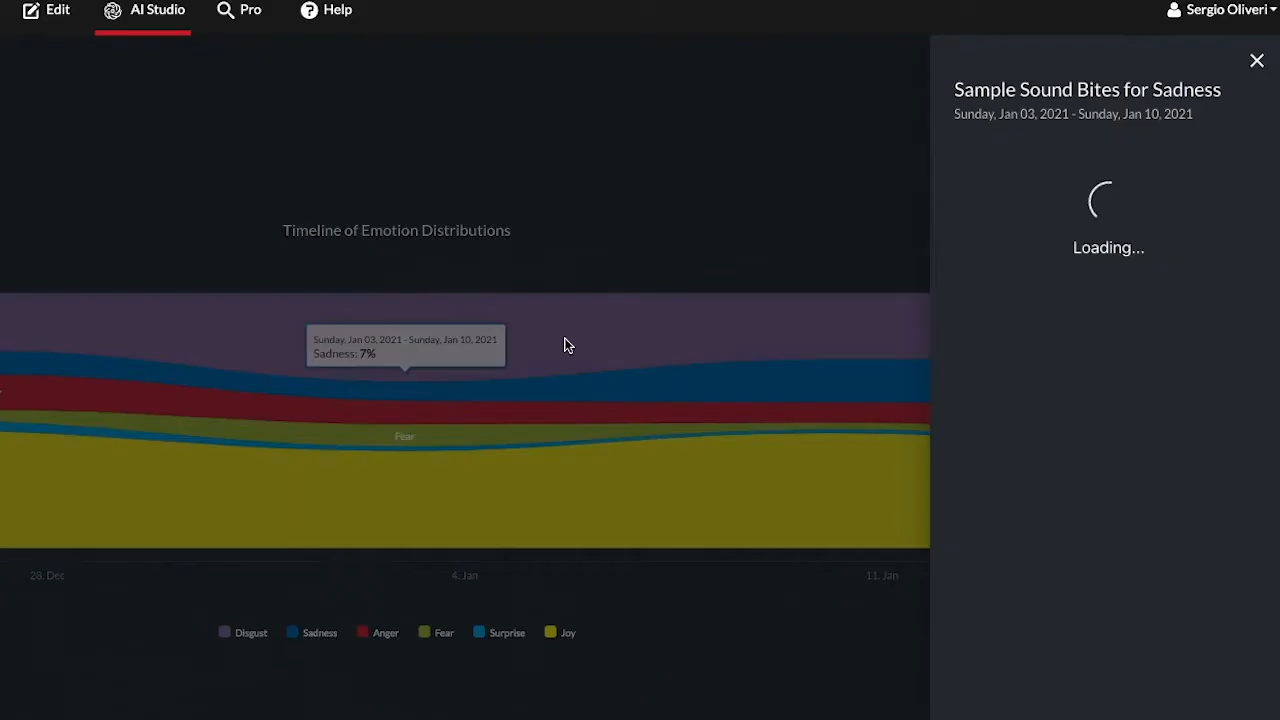 Edit
AI Studio
Pro
Help
Sergio Oliveri
Sample Sound Bites for Sadness
Sunday, Jan 03, 2021 - Sunday, Jan 10, 2021
Loading...
Timeline of Emotion Distributions
Sunday, Jan 03, 2021 - Sunday, Jan 10, 2021
Sadness: 7%
Fear
28. Dec
4. Jan
11. Jan
Disgust
Sadness
Anger
Fear
Surprise
Joy